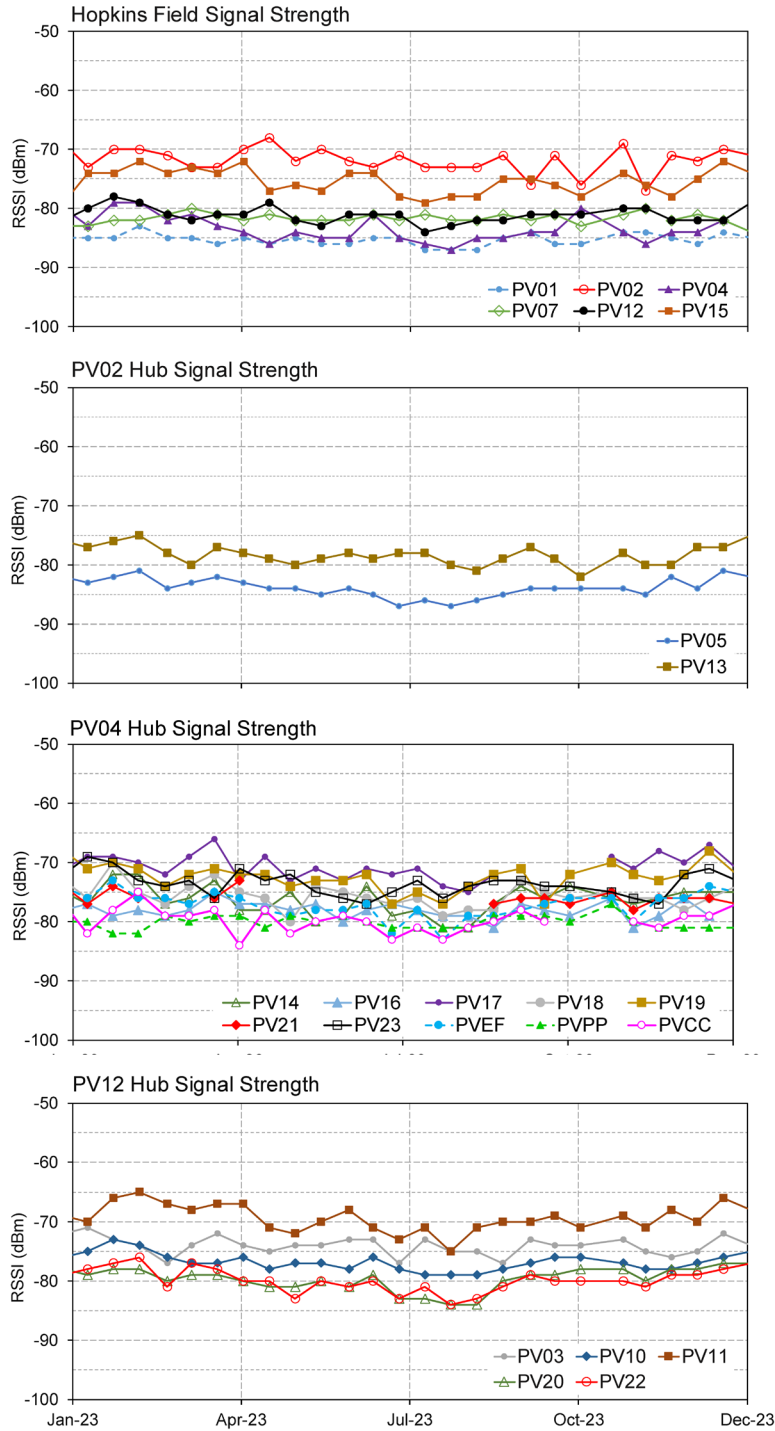 Hopkins Field Signal Strength
-50
-60
-70
-80
-90
-100
RSSI (dBm)
PV01 PV02 PV04
PV07 PV12 PV15
PV02 Hub Signal Strength
-50
-60
-70
-80
-90
-100
RSSI (dBm)
PV05
PV13
PV04 Hub Signal Strength
-50
-60
-70
-80
-90
-100
RSSI (dBm)
PV14 PV16 PV17 PV18 PV19
PV21 PV23 PVEF PVPP PVCC
PV12 Hub Signal Strength
-50
-60
-70
-80
-90
-100
RSSI (dBm)
PV03 PV10 PV11
PV20 PV22
Jan-23 Apr-23 Jul-23 Oct-23 Dec-23